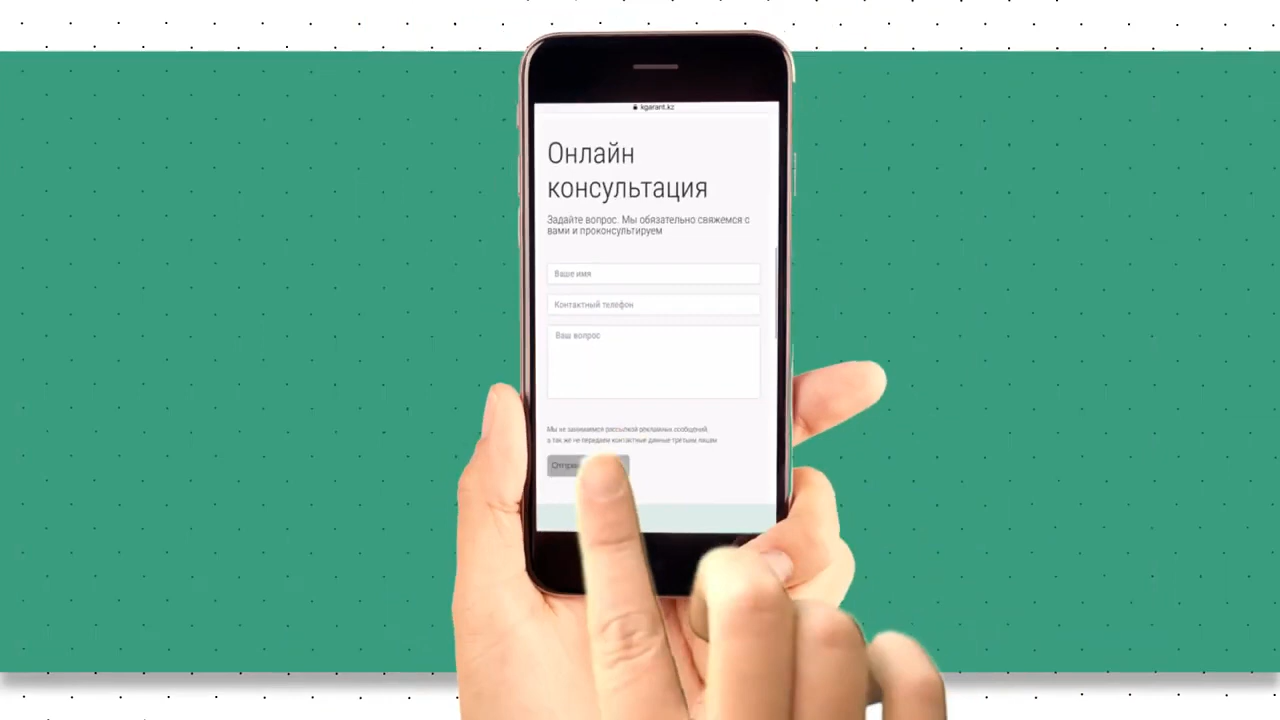 kgarant.kz
Онлайн
консультация
Задайте вопрос. Мы обязательно свяжемся с
вами и проконсультируем
Ваше имя
Контактный телефон
Ваш вопрос
Мы не занимаемся рассылкой рекламных сообщений,
а так же не передаем контактные данные третьим лицам